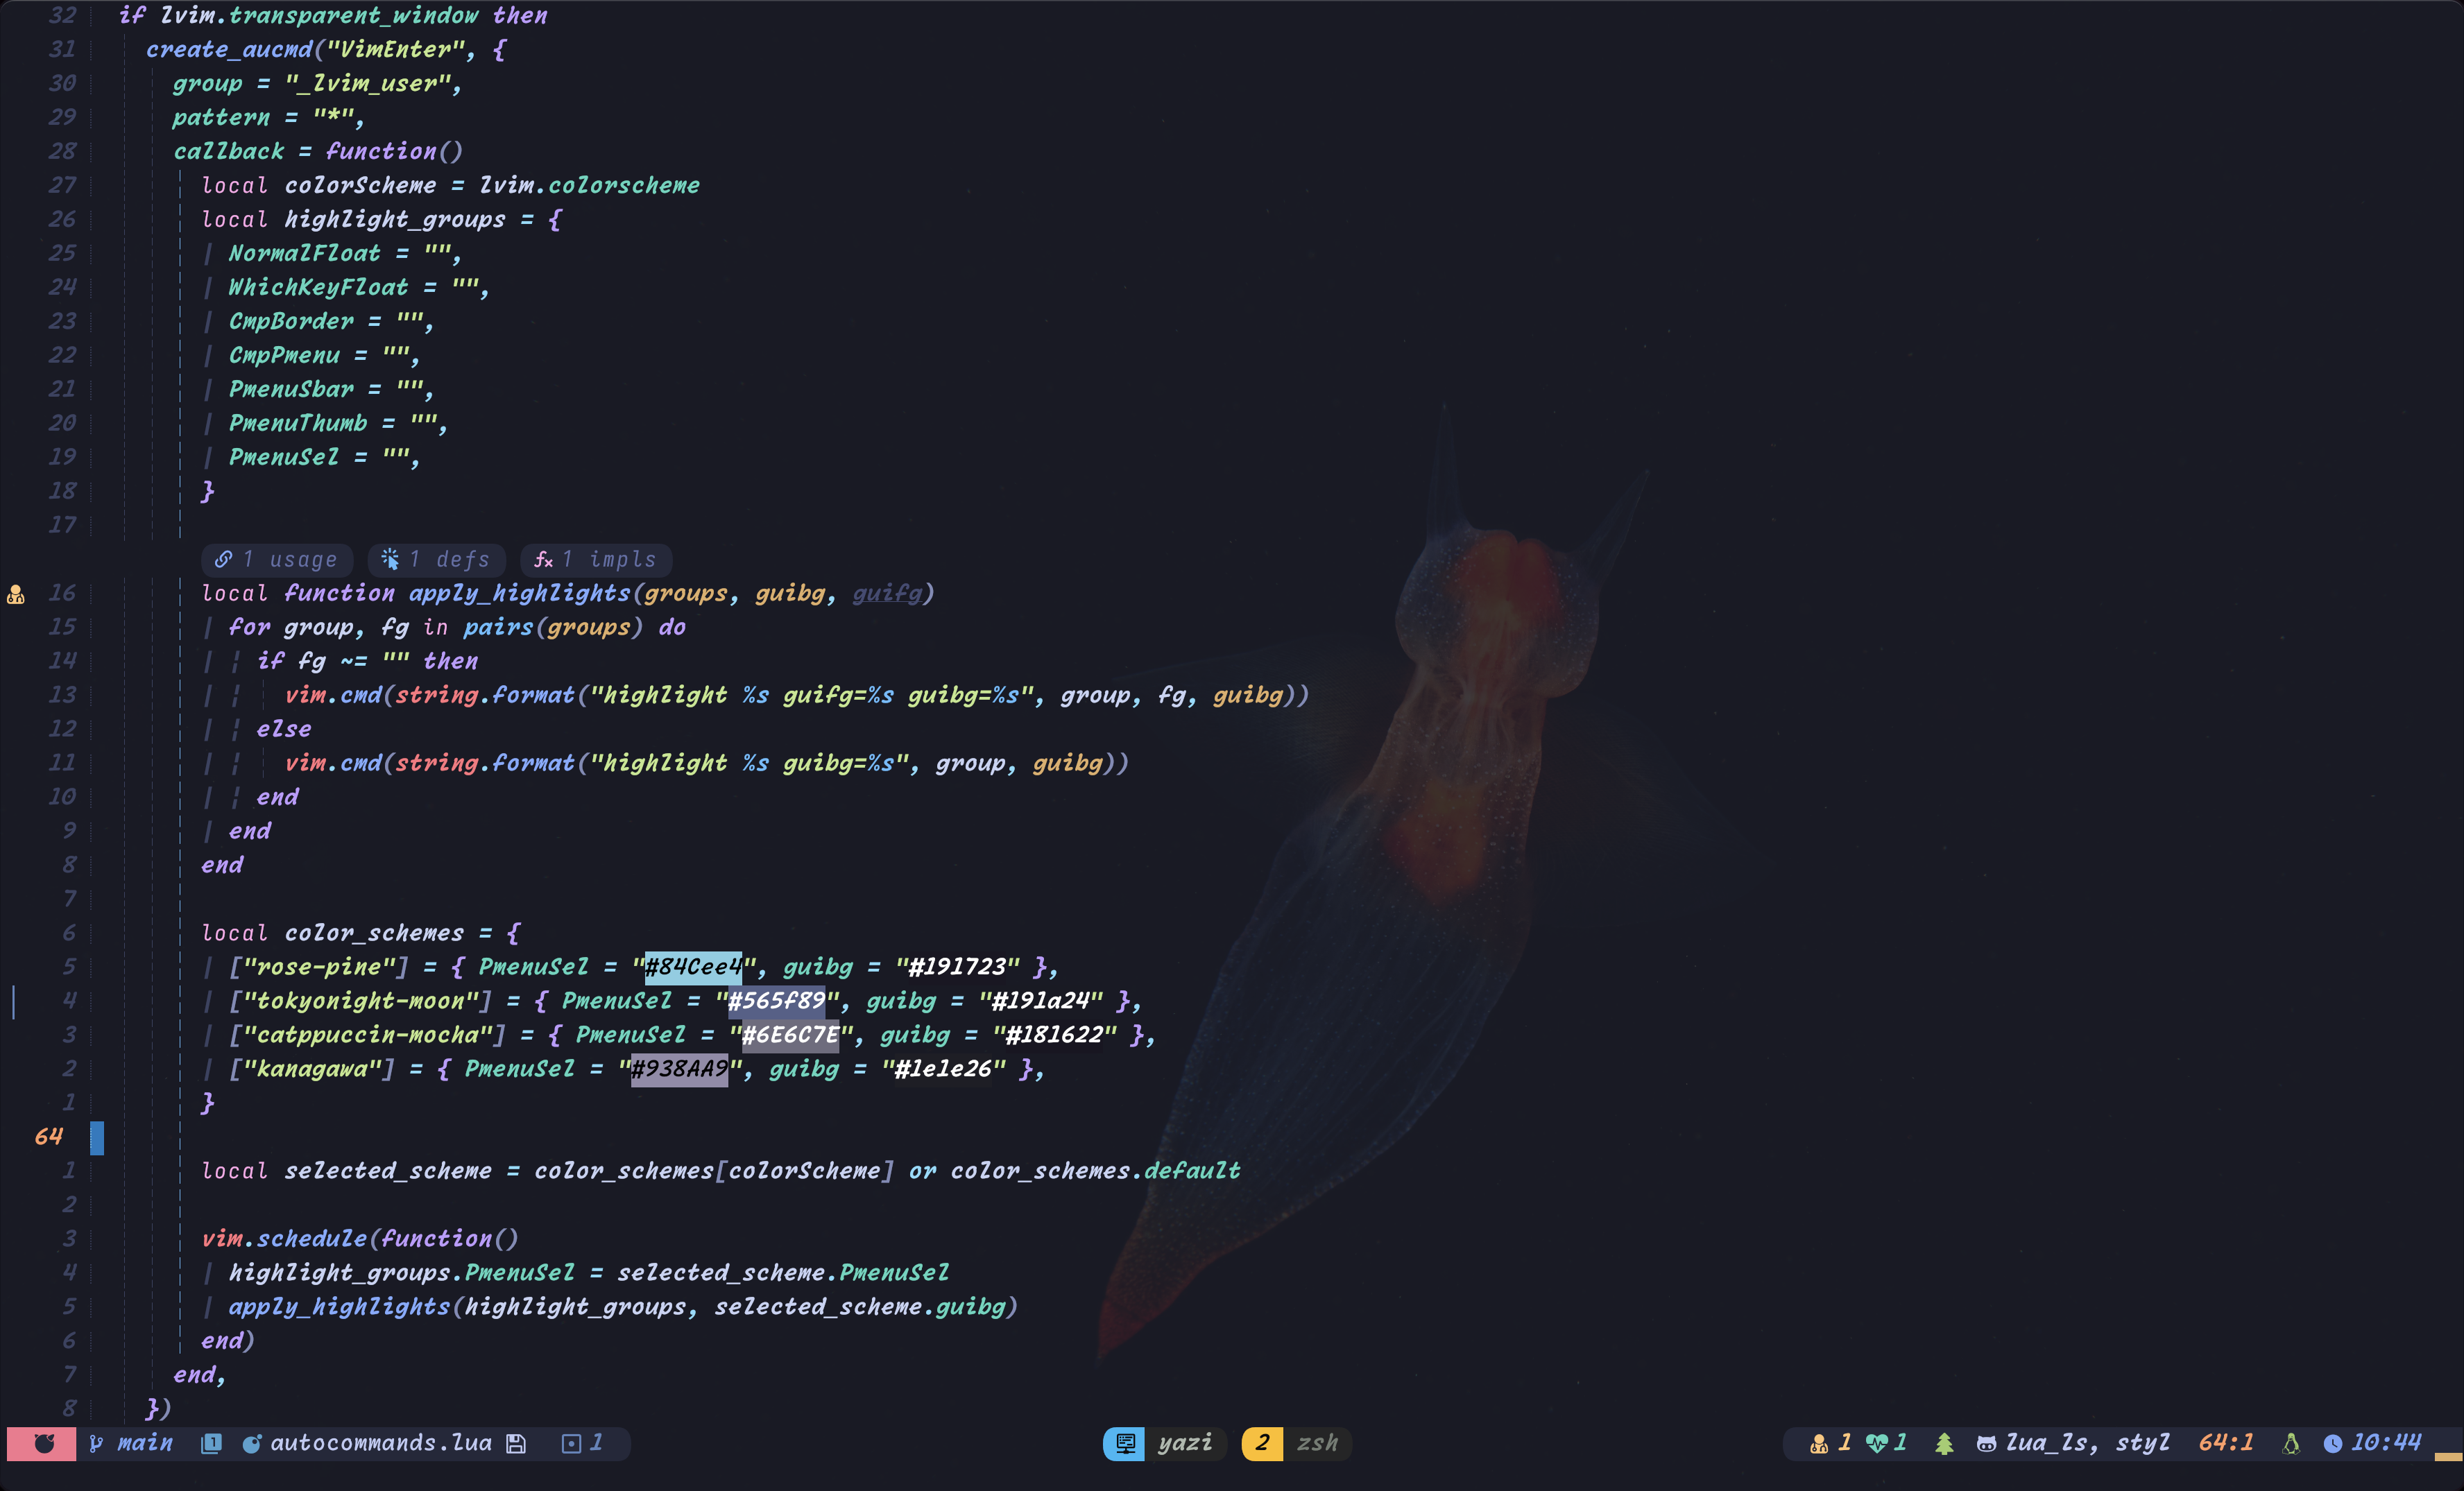 32 if lvim.transparent_window then
31 create_aucmd("VimEnter", {
30 group = "_lvim_user",
29 pattern = "*",
28 callback = function()
27 local colorScheme = lvim.colorscheme
26 local highlight_groups = {
25 NormalFloat = "",
24 WhichKeyFloat = "",
23 CmpBorder = "",
22 CmpPmenu = "",
21 PmenuSbar = "",
20 PmenuThumb = "",
19 PmenuSel = "",
18 }
17
1 usage 1 defs 1 impls
16 local function apply_highlights(groups, guibg, guifg)
15 for group, fg in pairs(groups) do
14 if fg ~= "" then
13 vim.cmd(string.format("highlight %s guifg=%s guibg=%s", group, fg, guibg))
12 else
11 vim.cmd(string.format("highlight %s guibg=%s", group, guibg))
10 end
9 end
8 end
7
6 local color_schemes = {
5 ["rose-pine"] = { PmenuSel = "#84Cee4", guibg = "#191723" },
4 ["tokyonight-moon"] = { PmenuSel = "#565f89", guibg = "#191a24" },
3 ["catppuccin-mocha"] = { PmenuSel = "#6E6C7E", guibg = "#181622" },
2 ["kanagawa"] = { PmenuSel = "#938AA9", guibg = "#1e1e26" },
1 }
64
1 local selected_scheme = color_schemes[colorScheme] or color_schemes.default
2
3 vim.schedule(function()
4 highlight_groups.PmenuSel = selected_scheme.PmenuSel
5 apply_highlights(highlight_groups, selected_scheme.guibg)
6 end)
7 end,
8 })
main 1 autocommands.lua 1 yazi 2 zsh 1 1 lua_ls, styl 64:1 10:44